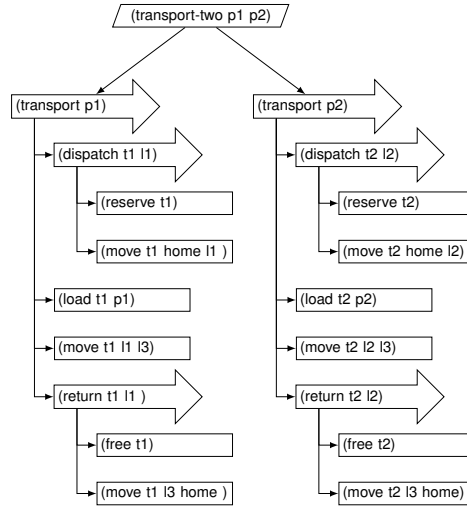 (transport-two p1 p2)
(transport p1)
(dispatch t1 l1)
(reserve t1)
(move t1 home l1 )
(load t1 p1)
(move t1 l1 l3)
(return t1 l1 )
(free t1)
(move t1 l3 home )
(transport p2)
(dispatch t2 l2)
(reserve t2)
(move t2 home l2)
(load t2 p2)
(move t2 l2 l3)
(return t2 l2)
(free t2)
(move t2 l3 home)